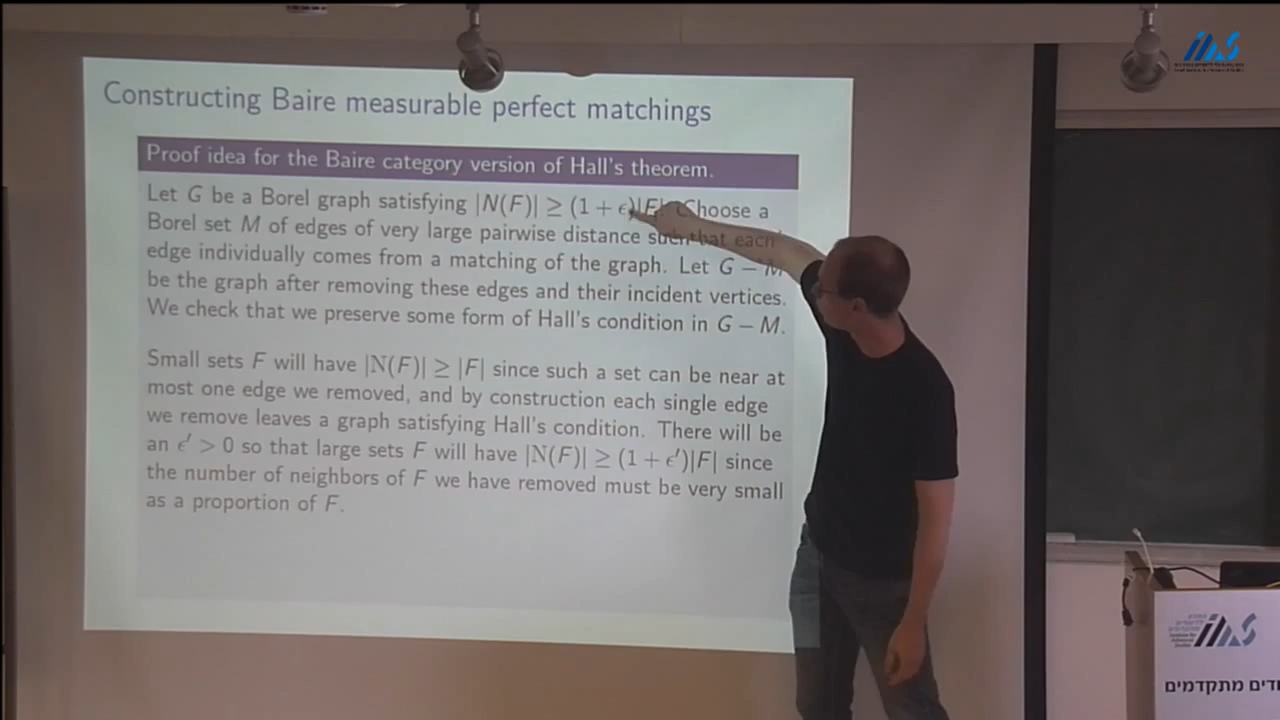 Constructing Baire measurable perfect matchings
Proof idea for the Baire category version of Hall's theorem.
Let G be a Borel graph satisfying |N(F)| ≥ (1 + ϵ)|F|. Choose a
Borel set M of edges of very large pairwise distance such that each
edge individually comes from a matching of the graph. Let G − M
be the graph after removing these edges and their incident vertices.
We check that we preserve some form of Hall's condition in G − M.
Small sets F will have |N(F)| ≥ |F| since such a set can be near at
most one edge we removed, and by construction each single edge
we remove leaves a graph satisfying Hall's condition. There will be
an ϵ′ > 0 so that large sets F will have |N(F)| ≥ (1 + ϵ′)|F| since
the number of neighbors of F we have removed must be very small
as a proportion of F.
IIAS
IIAS
מתקדמים